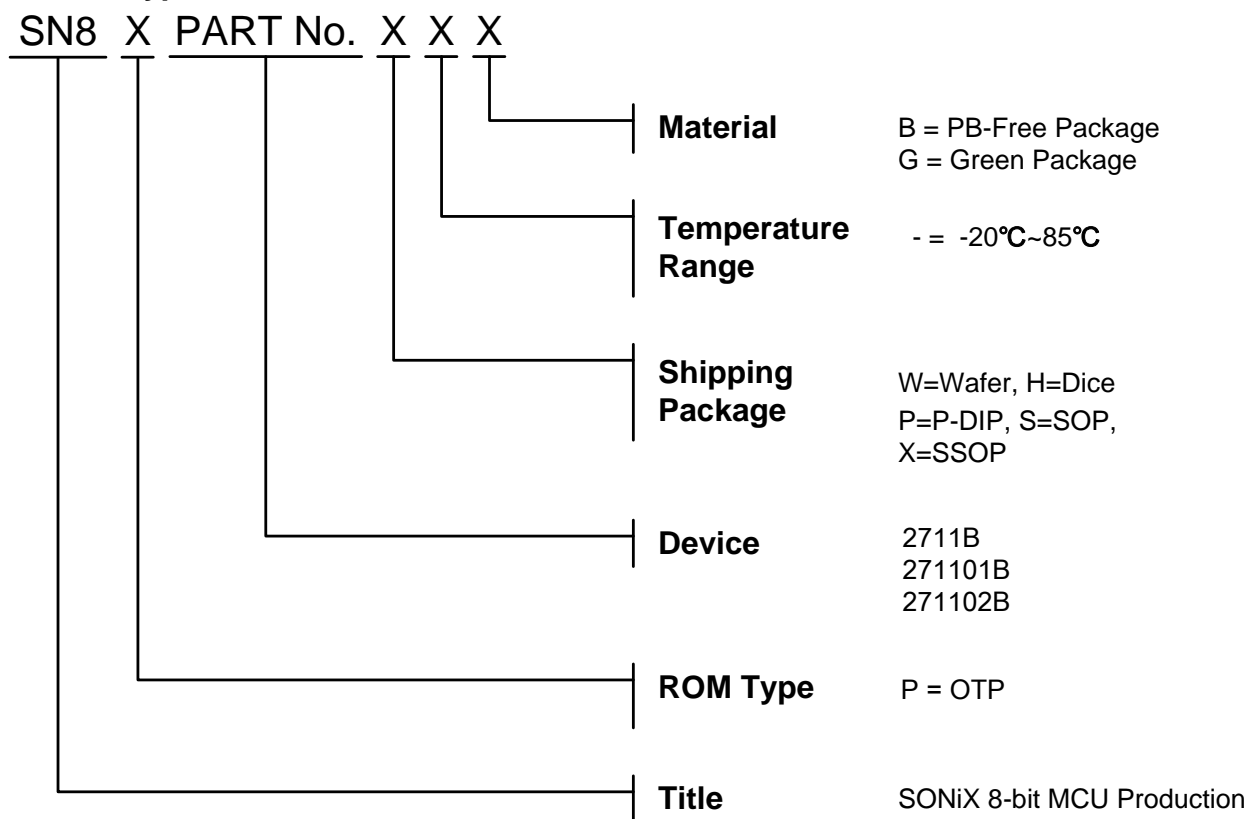 SN8 X PART No. X X X
Material
B = PB-Free Package
G = Green Package
Temperature
Range
- = -20℃~85℃
Shipping
Package
W=Wafer, H=Dice
P=P-DIP, S=SOP,
X=SSOP
Device
2711B
271101B
271102B
ROM Type
P = OTP
Title
SONiX 8-bit MCU Production